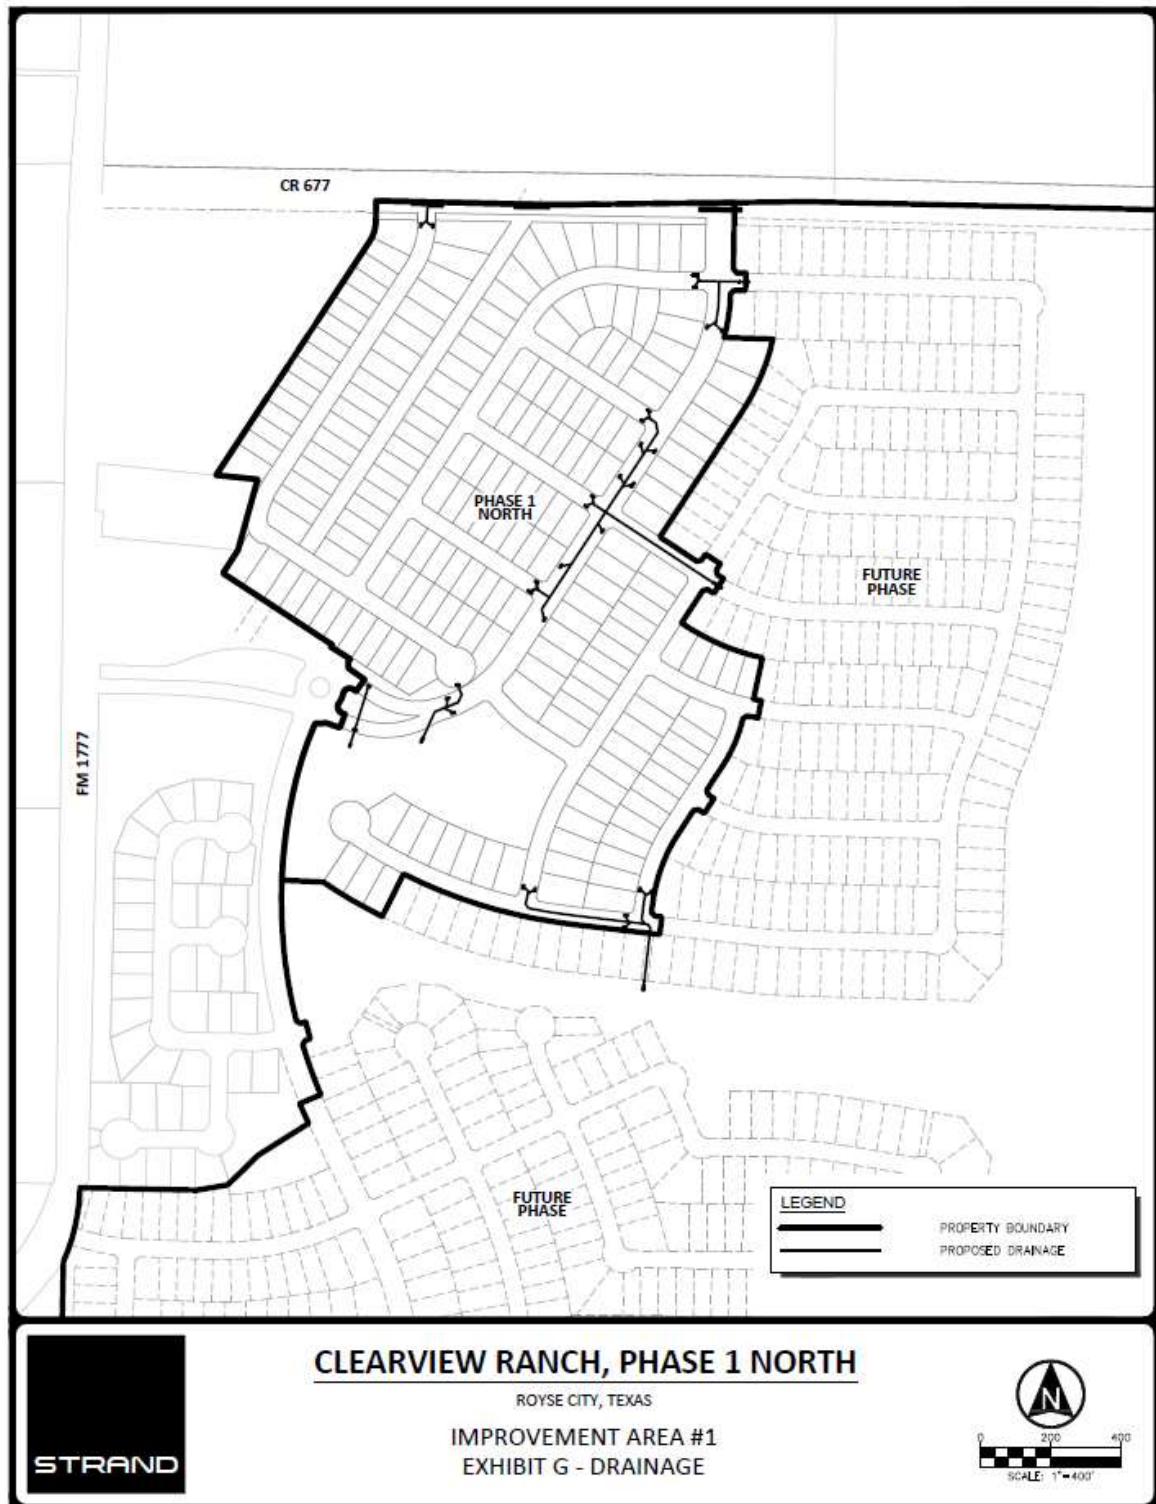 CR 677
PHASE 1
NORTH
FUTURE
PHASE
FM 1777
FUTURE
PHASE
LEGEND
PROPERTY BOUNDARY
PROPOSED DRAINAGE
STRAND
CLEARVIEW RANCH, PHASE 1 NORTH
ROYSE CITY, TEXAS
IMPROVEMENT AREA #1
EXHIBIT G - DRAINAGE
N
0 200 400
SCALE: 1"=400'